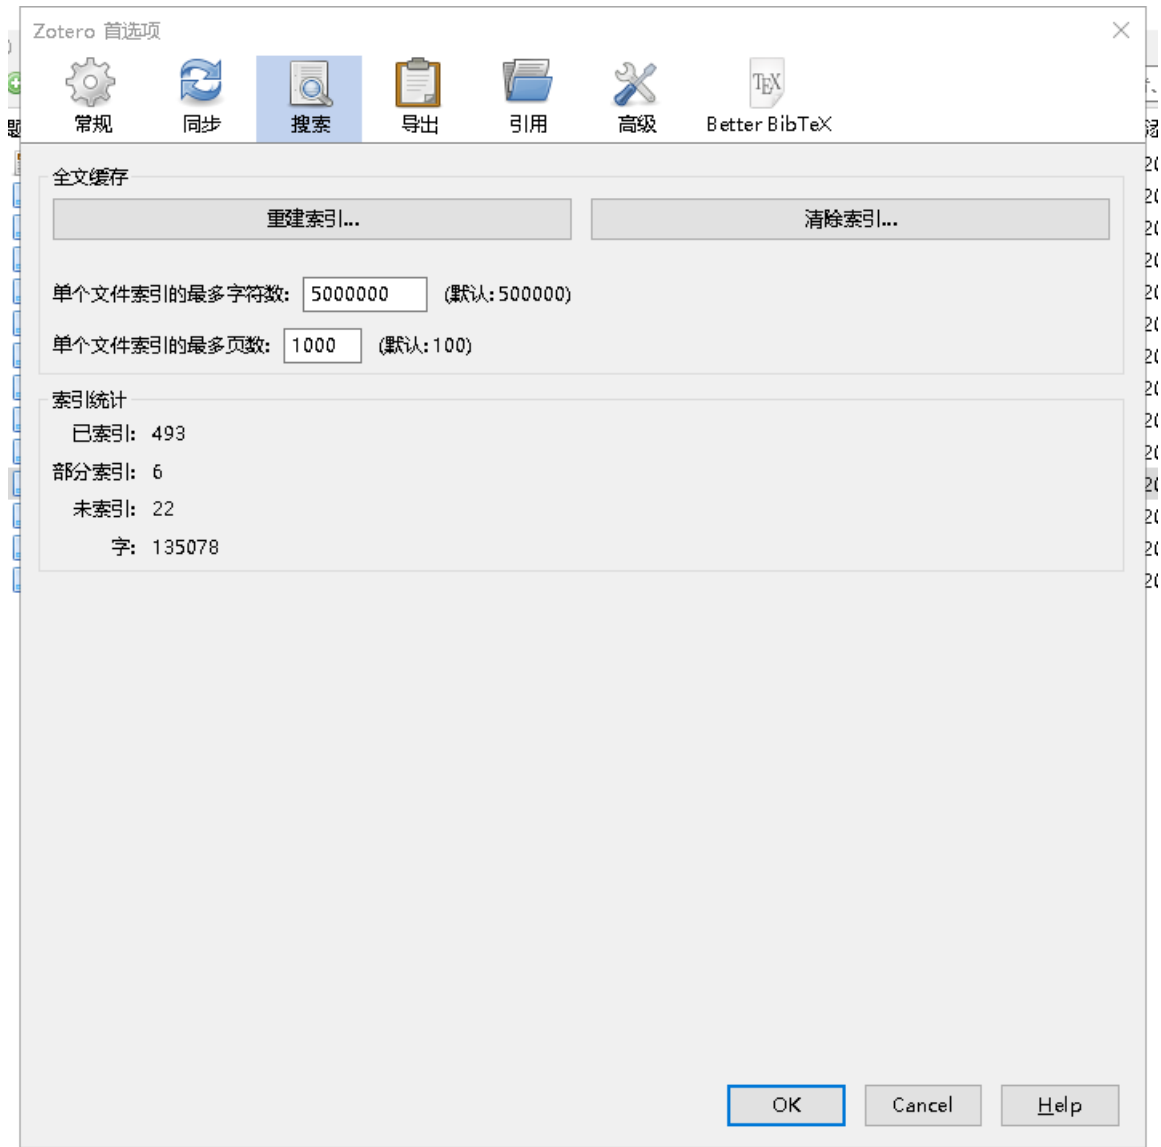 Zotero 首选项
常规 同步 搜索 导出 引用 高级 Better BibTeX
全文缓存
重建索引... 清除索引...
单个文件索引的最多字符数: 5000000 (默认: 500000)
单个文件索引的最多页数: 1000 (默认: 100)
索引统计
已索引: 493
部分索引: 6
未索引: 22
字: 135078
OK Cancel Help